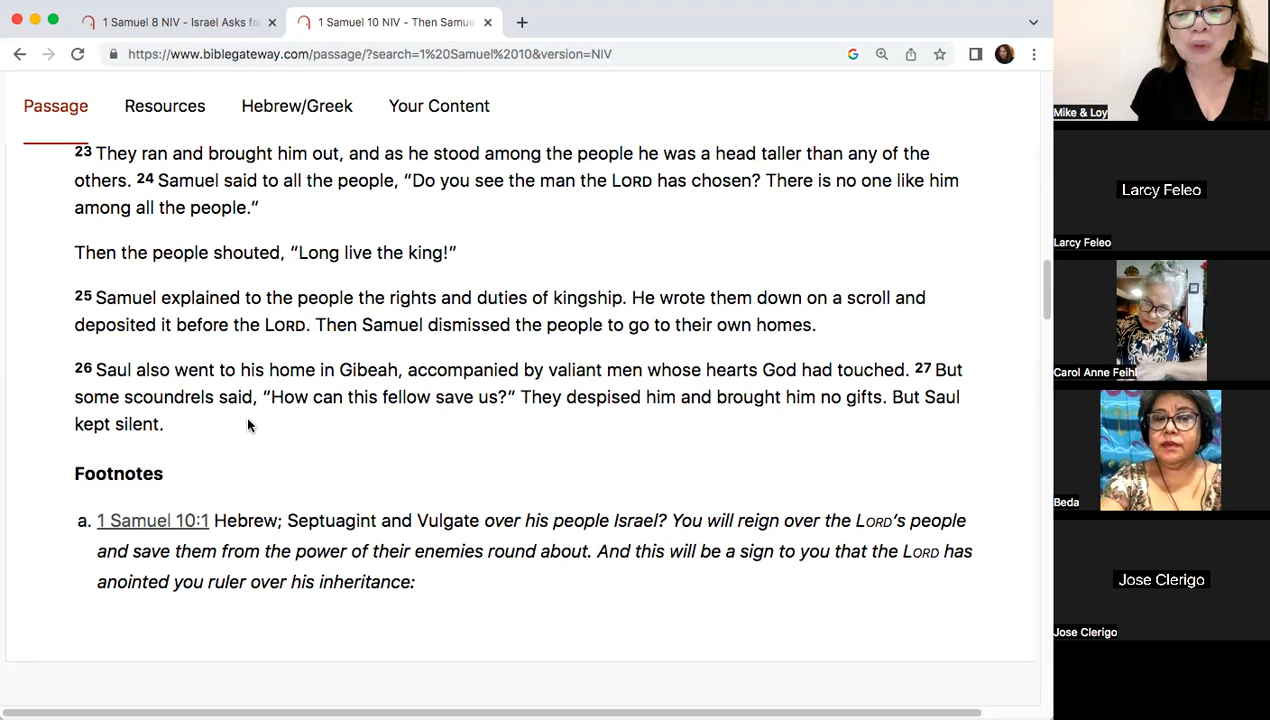 1 Samuel 8 NIV - Israel Asks fo
1 Samuel 10 NIV - Then Samue
https://www.biblegateway.com/passage/?search=1%20Samuel%2010&version=NIV
Passage Resources Hebrew/Greek Your Content
23 They ran and brought him out, and as he stood among the people he was a head taller than any of the
others. 24 Samuel said to all the people, “Do you see the man the LORD has chosen? There is no one like him
among all the people.”
Then the people shouted, “Long live the king!”
25 Samuel explained to the people the rights and duties of kingship. He wrote them down on a scroll and
deposited it before the LORD. Then Samuel dismissed the people to go to their own homes.
26 Saul also went to his home in Gibeah, accompanied by valiant men whose hearts God had touched. 27 But
some scoundrels said, “How can this fellow save us?” They despised him and brought him no gifts. But Saul
kept silent.
Footnotes
a. 1 Samuel 10:1 Hebrew; Septuagint and Vulgate over his people Israel? You will reign over the LORD’s people
and save them from the power of their enemies round about. And this will be a sign to you that the LORD has
anointed you ruler over his inheritance:
Mike & Loy
Larcy Feleo
Larcy Feleo
Carol Anne Feihl
Beda
Jose Clerigo
Jose Clerigo